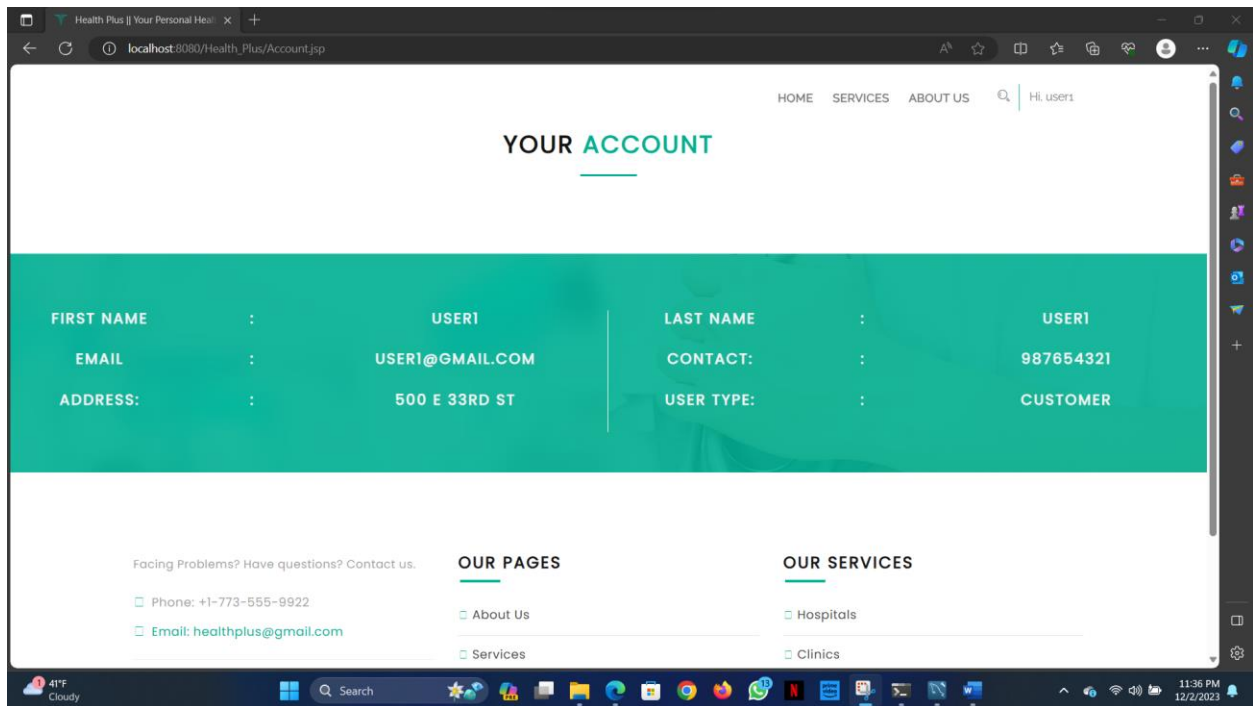 Health Plus || Your Personal Heal
localhost:8080/Health_Plus/Account.jsp
HOME SERVICES ABOUT US Hi. user1
YOUR ACCOUNT
FIRST NAME : USER1 LAST NAME : USER1
EMAIL : USER1@GMAIL.COM CONTACT: : 987654321
ADDRESS: : 500 E 33RD ST USER TYPE: : CUSTOMER
Facing Problems? Have questions? Contact us. OUR PAGES OUR SERVICES
Phone: +1-773-555-9922 About Us Hospitals
Email: healthplus@gmail.com Services Clinics
1 41°F Search 13 11:36 PM
Cloudy 12/2/2023